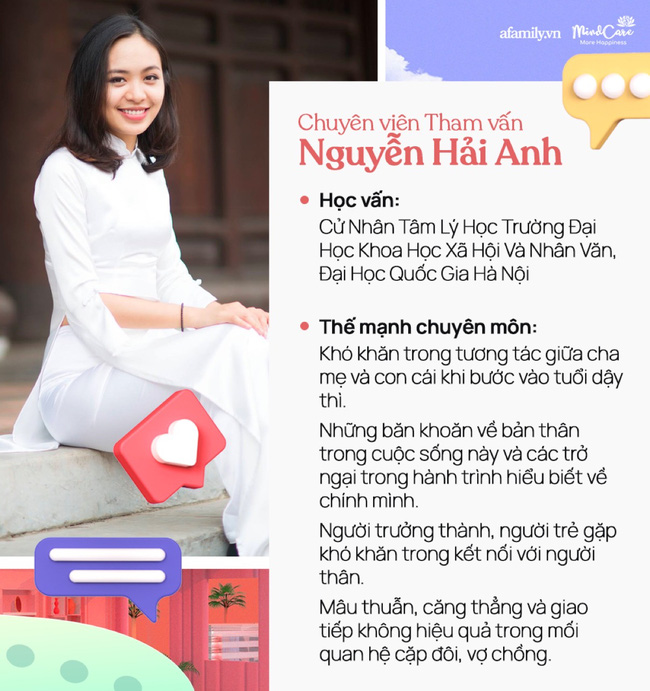 afamily.vn
MindCare
More Happiness
Chuyên viên Tham vấn
Nguyễn Hải Anh
Học vấn:
Cử Nhân Tâm Lý Học Trường Đại
Học Khoa Học Xã Hội Và Nhân Văn,
Đại Học Quốc Gia Hà Nội
Thế mạnh chuyên môn:
Khó khăn trong tương tác giữa cha
mẹ và con cái khi bước vào tuổi dậy
thì.
Những băn khoăn về bản thân
trong cuộc sống này và các trở
ngại trong hành trình hiểu biết về
chính mình.
Người trưởng thành, người trẻ gặp
khó khăn trong kết nối với người
thân.
Mâu thuẫn, căng thẳng và giao
tiếp không hiệu quả trong mối
quan hệ cặp đôi, vợ chồng.